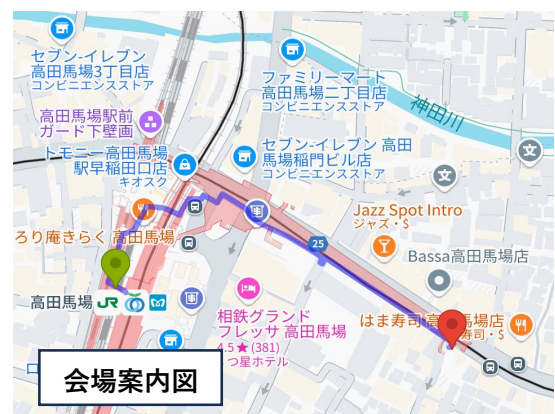 セブン-イレブン
高田馬場3丁目店
コンビニエンスストア
ファミリーマート
高田馬場二丁目店
コンビニエンスストア
神田川
高田馬場駅前
ガード下壁画
トモニー高田馬場
駅早稲田口店
キオスク
セブン-イレブン 高田
馬場稲門ビル店
コンビニエンスストア
文
文
Jazz Spot Intro
ジャズ・$
ろり庵きらく 高田馬場
25
Bassa高田馬場店
高田馬場 JR
相鉄グランド
フレッサ 高田馬場
4.5★(381)
つ星ホテル
はま寿司 高田馬場店
寿司・$
会場案内図